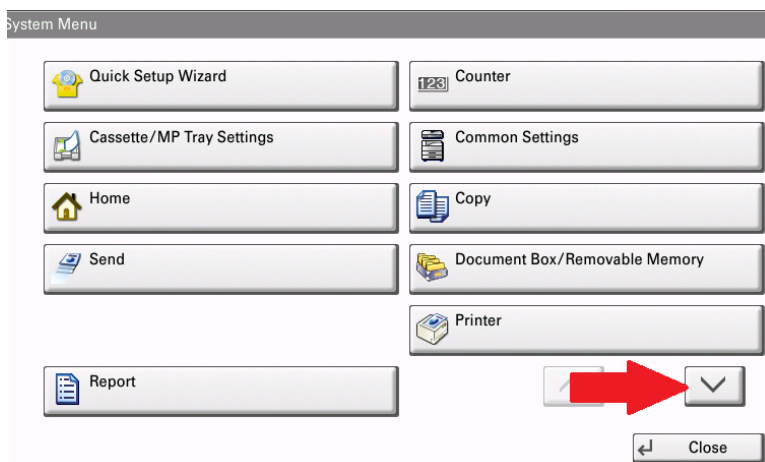 System Menu
Quick Setup Wizard
123 Counter
Cassette/MP Tray Settings
Common Settings
Home
Copy
Send
Document Box/Removable Memory
Printer
Report
Close